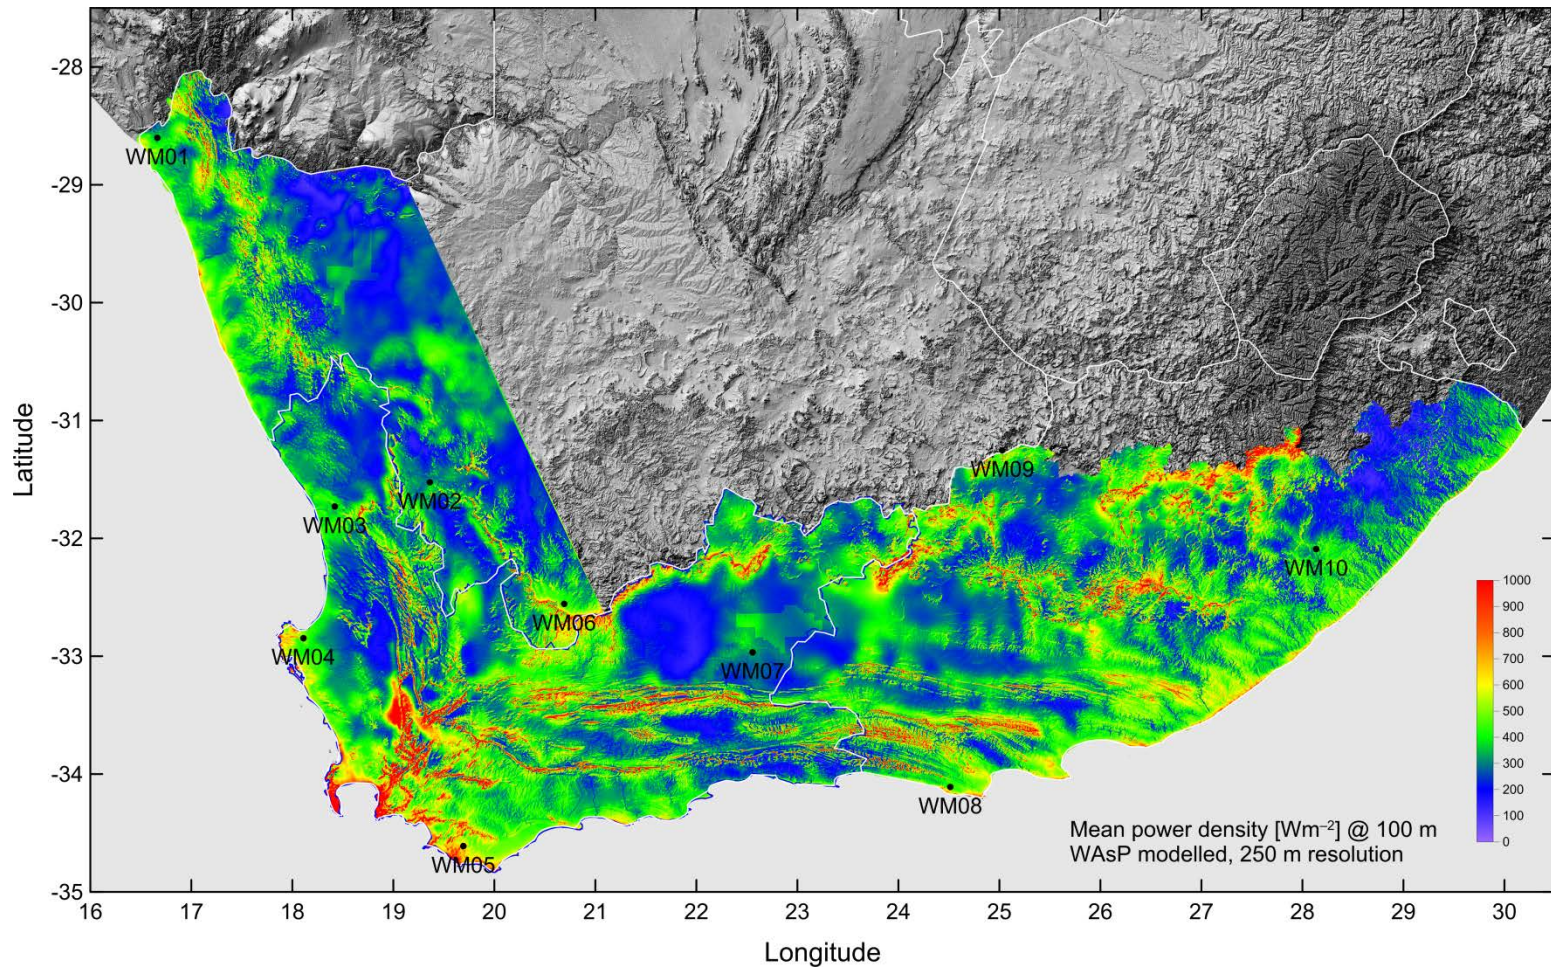 -28
-29
-30
-31
-32
-33
-34
-35
Latitude
WM01
WM02
WM03
WM04
WM05
WM06
WM07
WM08
WM09
WM10
1000
900
800
700
600
500
400
300
200
100
0
Mean power density [Wm⁻²] @ 100 m
WAsP modelled, 250 m resolution
16 17 18 19 20 21 22 23 24 25 26 27 28 29 30
Longitude